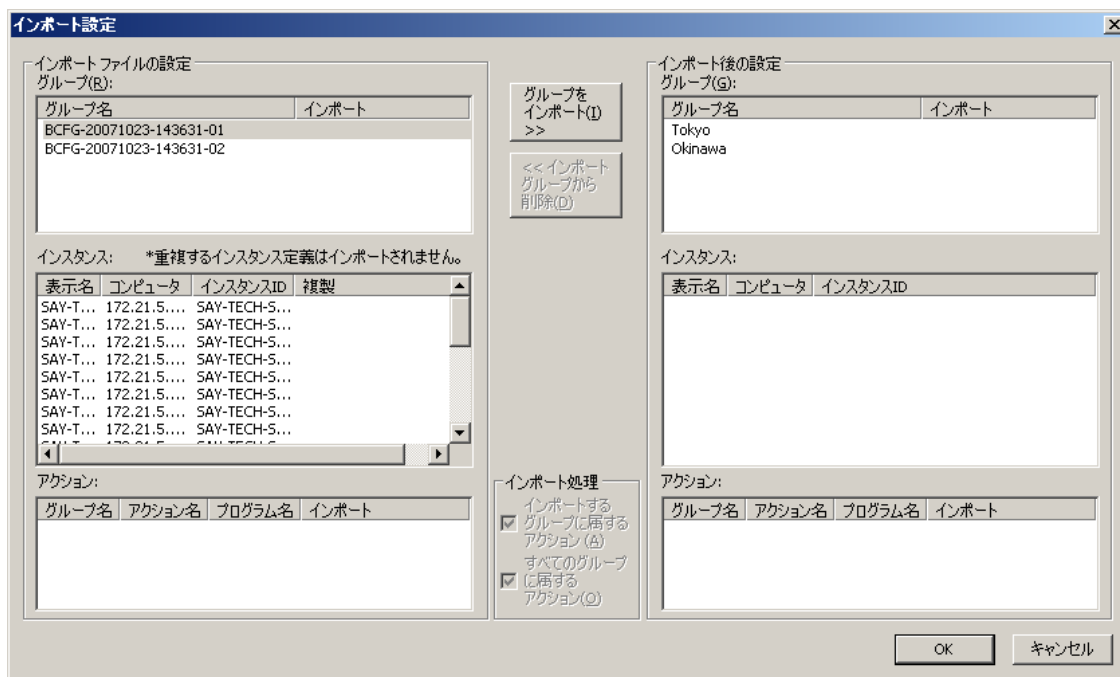 インポート設定
インポート ファイルの設定
グループ(R):
グループ名 インポート
BCFG-20071023-143631-01
BCFG-20071023-143631-02
インスタンス: *重複するインスタンス定義はインポートされません。
表示名 コンピュータ インスタンスID 複製
SAY-T... 172.21.5.... SAY-TECH-S...
SAY-T... 172.21.5.... SAY-TECH-S...
SAY-T... 172.21.5.... SAY-TECH-S...
SAY-T... 172.21.5.... SAY-TECH-S...
SAY-T... 172.21.5.... SAY-TECH-S...
SAY-T... 172.21.5.... SAY-TECH-S...
SAY-T... 172.21.5.... SAY-TECH-S...
SAY-T... 172.21.5.... SAY-TECH-S...
アクション:
グループ名 アクション名 プログラム名 インポート
グループを
インポート(I)
>>
<< インポート
グループから
削除(D)
インポート処理
インポートする
グループに属する
アクション (A)
すべてのグループ
に属する
アクション(O)
インポート後の設定
グループ(G):
グループ名 インポート
Tokyo
Okinawa
インスタンス:
表示名 コンピュータ インスタンスID
アクション:
グループ名 アクション名 プログラム名 インポート
OK キャンセル